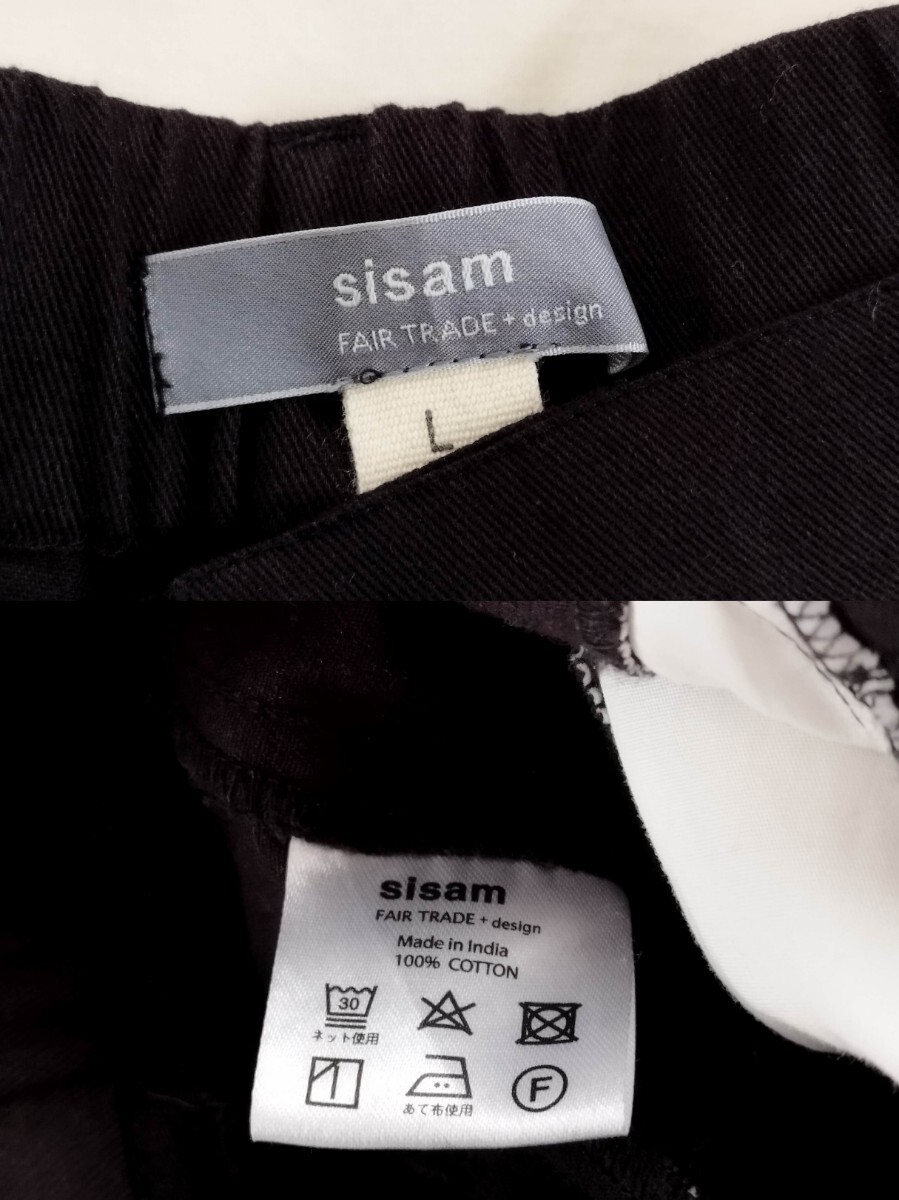 sisam
FAIR TRADE + design
L
sisam
FAIR TRADE + design
Made in India
100% COTTON
30
ネット使用
あて布使用
F